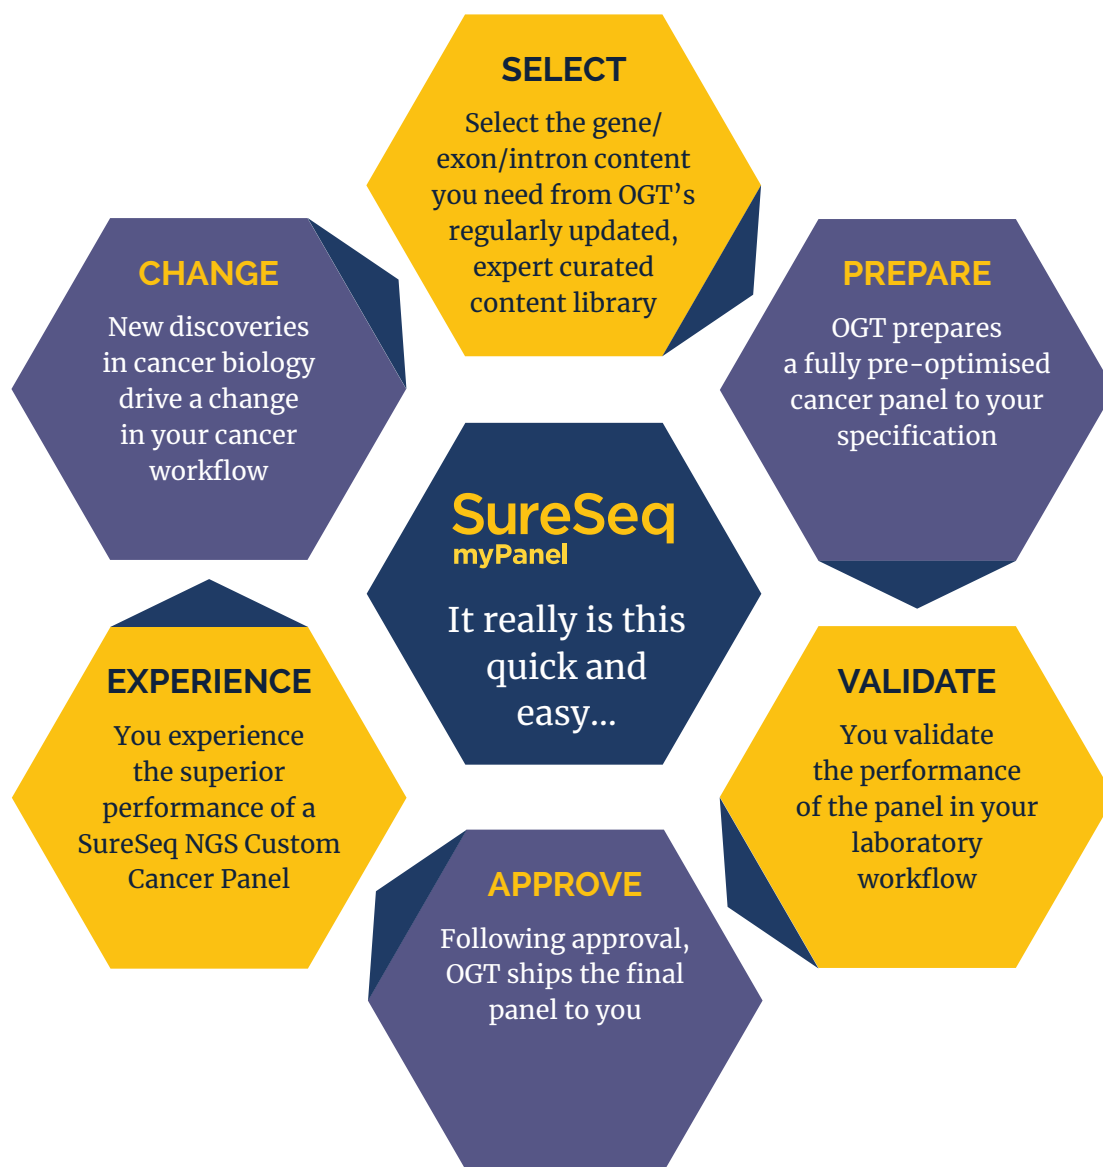 SELECT
Select the gene/
exon/intron content
you need from OGT’s
regularly updated,
expert curated
content library
CHANGE
New discoveries
in cancer biology
drive a change
in your cancer
workflow
PREPARE
OGT prepares
a fully pre-optimised
cancer panel to your
specification
SureSeq
myPanel
It really is this
quick and
easy...
EXPERIENCE
You experience
the superior
performance of a
SureSeq NGS Custom
Cancer Panel
VALIDATE
You validate
the performance
of the panel in your
laboratory
workflow
APPROVE
Following approval,
OGT ships the final
panel to you